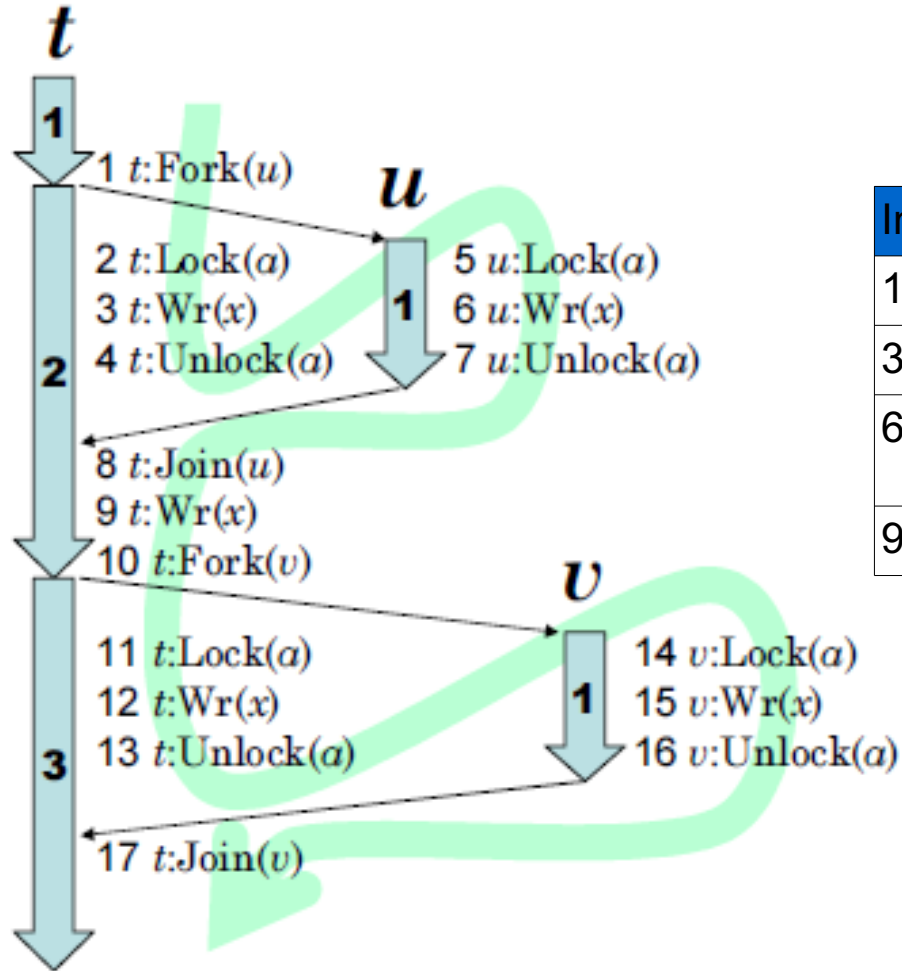 t
1
1 t:Fork(u)
u
2 t:Lock(a)
3 t:Wr(x)
4 t:Unlock(a)
1
5 u:Lock(a)
6 u:Wr(x)
7 u:Unlock(a)
2
8 t:Join(u)
9 t:Wr(x)
10 t:Fork(v)
v
11 t:Lock(a)
12 t:Wr(x)
13 t:Unlock(a)
1
14 v:Lock(a)
15 v:Wr(x)
16 v:Unlock(a)
3
17 t:Join(v)
1
3
6
9